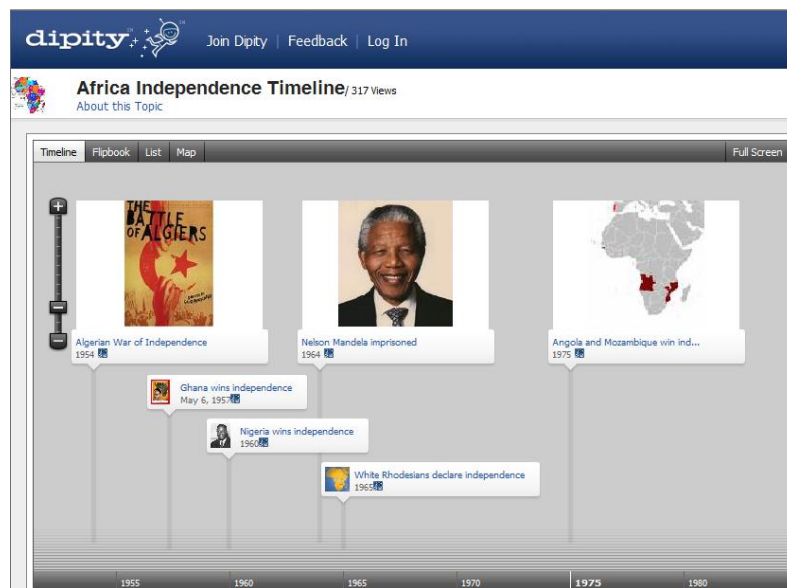 dipity
Join Dipity | Feedback | Log In
Africa Independence Timeline / 317 Views
About this Topic
Timeline Flipbook List Map Full Screen
THE
BATTLE
OF ALGIERS
Algerian War of Independence
1954
Nelson Mandela imprisoned
1964
Angola and Mozambique win ind...
1975
Ghana wins independence
May 6, 1957
Nigeria wins independence
1960
White Rhodesians declare independence
1965
1955 1960 1965 1970 1975 1980